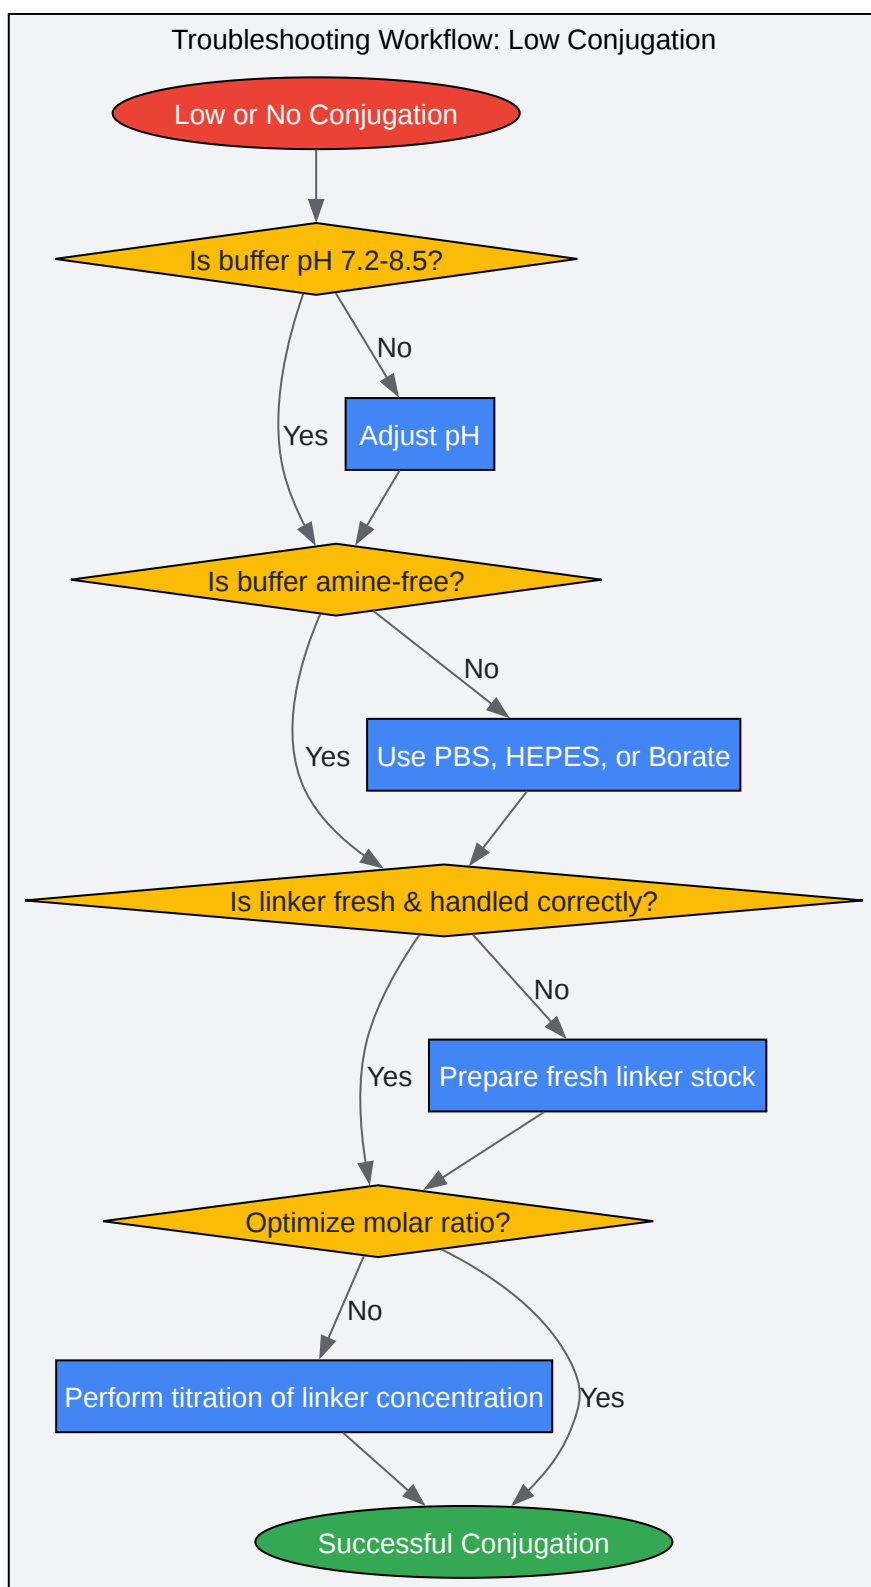 Troubleshooting Workflow: Low Conjugation
Low or No Conjugation
Is buffer pH 7.2-8.5?
No
Yes
Adjust pH
Is buffer amine-free?
No
Yes
Use PBS, HEPES, or Borate
Is linker fresh & handled correctly?
No
Yes
Prepare fresh linker stock
Optimize molar ratio?
No
Perform titration of linker concentration
Yes
Successful Conjugation